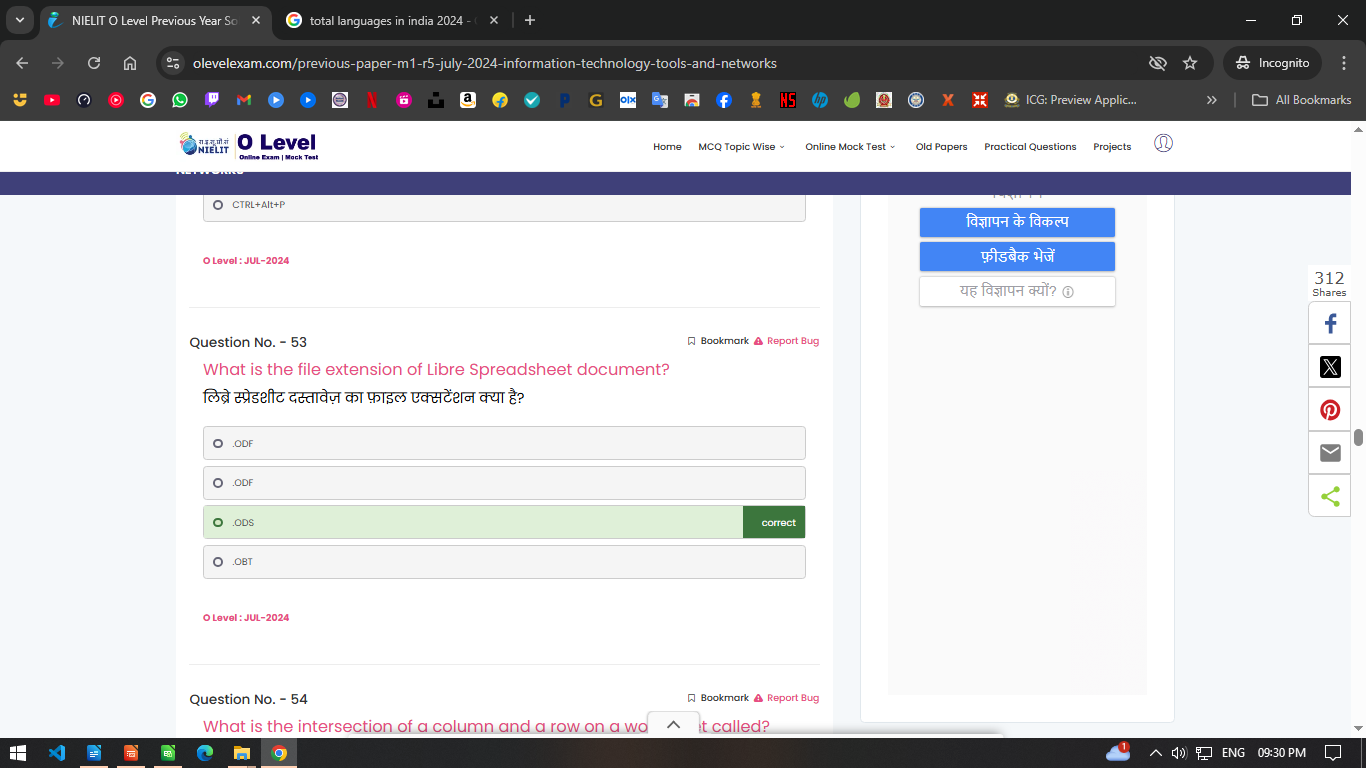 NIELIT O Level Previous Year So
total languages in india 2024 -
olevelexam.com/previous-paper-m1-r5-july-2024-information-technology-tools-and-networks
Incognito
ICG: Preview Applic...
All Bookmarks
रा.इ.सू.प्रौ.सं
NIELIT
O Level
Online Exam | Mock Test
Home
MCQ Topic Wise
Online Mock Test
Old Papers
Practical Questions
Projects
NETWORKS
CTRL+Alt+P
O Level : JUL-2024
Question No. - 53
Bookmark
Report Bug
What is the file extension of Libre Spreadsheet document?
लिब्रे स्प्रेडशीट दस्तावेज़ का फ़ाइल एक्सटेंशन क्या है?
.ODF
.ODF
.ODS
correct
.OBT
O Level : JUL-2024
Question No. - 54
Bookmark
Report Bug
What is the intersection of a column and a row on a wo et called?
विज्ञापन
विज्ञापन के विकल्प
फ़ीडबैक भेजें
यह विज्ञापन क्यों?
312
Shares
1
ENG
09:30 PM